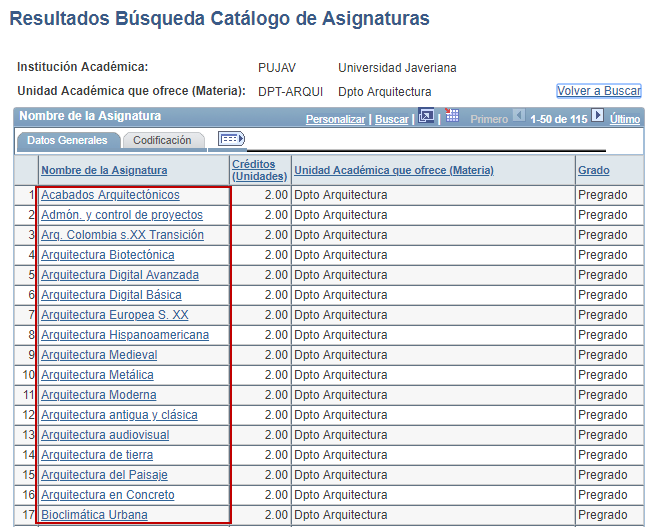 Resultados Búsqueda Catálogo de Asignaturas
Institución Académica: PUJAV Universidad Javeriana
Unidad Académica que ofrece (Materia): DPT-ARQUI Dpto Arquitectura Volver a Buscar
Nombre de la Asignatura Personalizar | Buscar | | Primero 1-50 de 115 Último
Datos Generales Codificación
Nombre de la Asignatura Créditos (Unidades) Unidad Académica que ofrece (Materia) Grado
1 Acabados Arquitectónicos 2.00 Dpto Arquitectura Pregrado
2 Admón. y control de proyectos 2.00 Dpto Arquitectura Pregrado
3 Arq. Colombia s.XX Transición 2.00 Dpto Arquitectura Pregrado
4 Arquitectura Biotectónica 2.00 Dpto Arquitectura Pregrado
5 Arquitectura Digital Avanzada 2.00 Dpto Arquitectura Pregrado
6 Arquitectura Digital Básica 2.00 Dpto Arquitectura Pregrado
7 Arquitectura Europea S. XX 2.00 Dpto Arquitectura Pregrado
8 Arquitectura Hispanoamericana 2.00 Dpto Arquitectura Pregrado
9 Arquitectura Medieval 2.00 Dpto Arquitectura Pregrado
10 Arquitectura Metálica 2.00 Dpto Arquitectura Pregrado
11 Arquitectura Moderna 2.00 Dpto Arquitectura Pregrado
12 Arquitectura antigua y clásica 2.00 Dpto Arquitectura Pregrado
13 Arquitectura audiovisual 2.00 Dpto Arquitectura Pregrado
14 Arquitectura de tierra 2.00 Dpto Arquitectura Pregrado
15 Arquitectura del Paisaje 2.00 Dpto Arquitectura Pregrado
16 Arquitectura en Concreto 2.00 Dpto Arquitectura Pregrado
17 Bioclimática Urbana 2.00 Dpto Arquitectura Pregrado